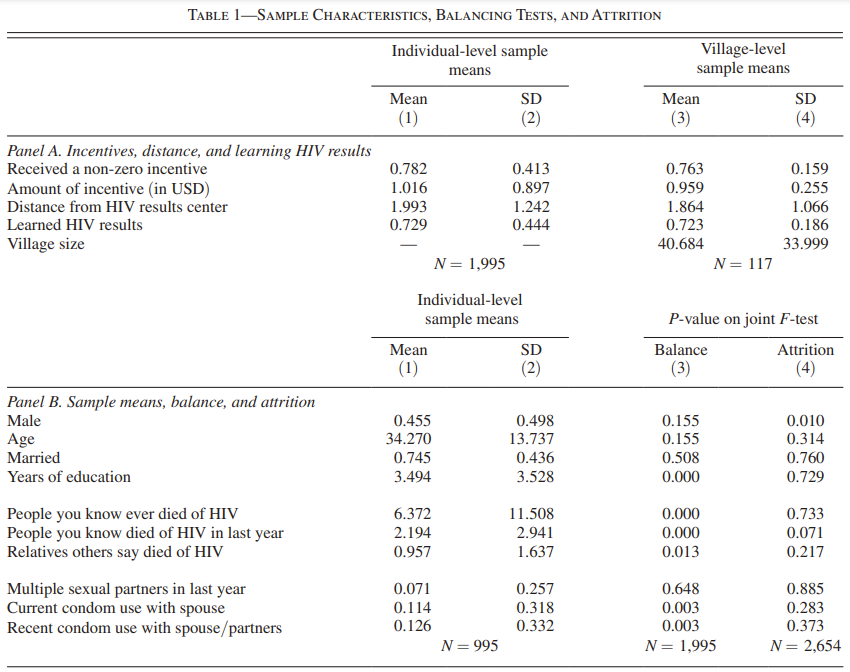 TABLE 1—SAMPLE CHARACTERISTICS, BALANCING TESTS, AND ATTRITION
Individual-level sample means Village-level sample means
Mean (1) SD (2) Mean (3) SD (4)
Panel A. Incentives, distance, and learning HIV results
Received a non-zero incentive 0.782 0.413 0.763 0.159
Amount of incentive (in USD) 1.016 0.897 0.959 0.255
Distance from HIV results center 1.993 1.242 1.864 1.066
Learned HIV results 0.729 0.444 0.723 0.186
Village size — — 40.684 33.999
N = 1,995 N = 117
Individual-level sample means P-value on joint F-test
Mean (1) SD (2) Balance (3) Attrition (4)
Panel B. Sample means, balance, and attrition
Male 0.455 0.498 0.155 0.010
Age 34.270 13.737 0.155 0.314
Married 0.745 0.436 0.508 0.760
Years of education 3.494 3.528 0.000 0.729
People you know ever died of HIV 6.372 11.508 0.000 0.733
People you know died of HIV in last year 2.194 2.941 0.000 0.071
Relatives others say died of HIV 0.957 1.637 0.013 0.217
Multiple sexual partners in last year 0.071 0.257 0.648 0.885
Current condom use with spouse 0.114 0.318 0.003 0.283
Recent condom use with spouse/partners 0.126 0.332 0.003 0.373
N = 995 N = 1,995 N = 2,654